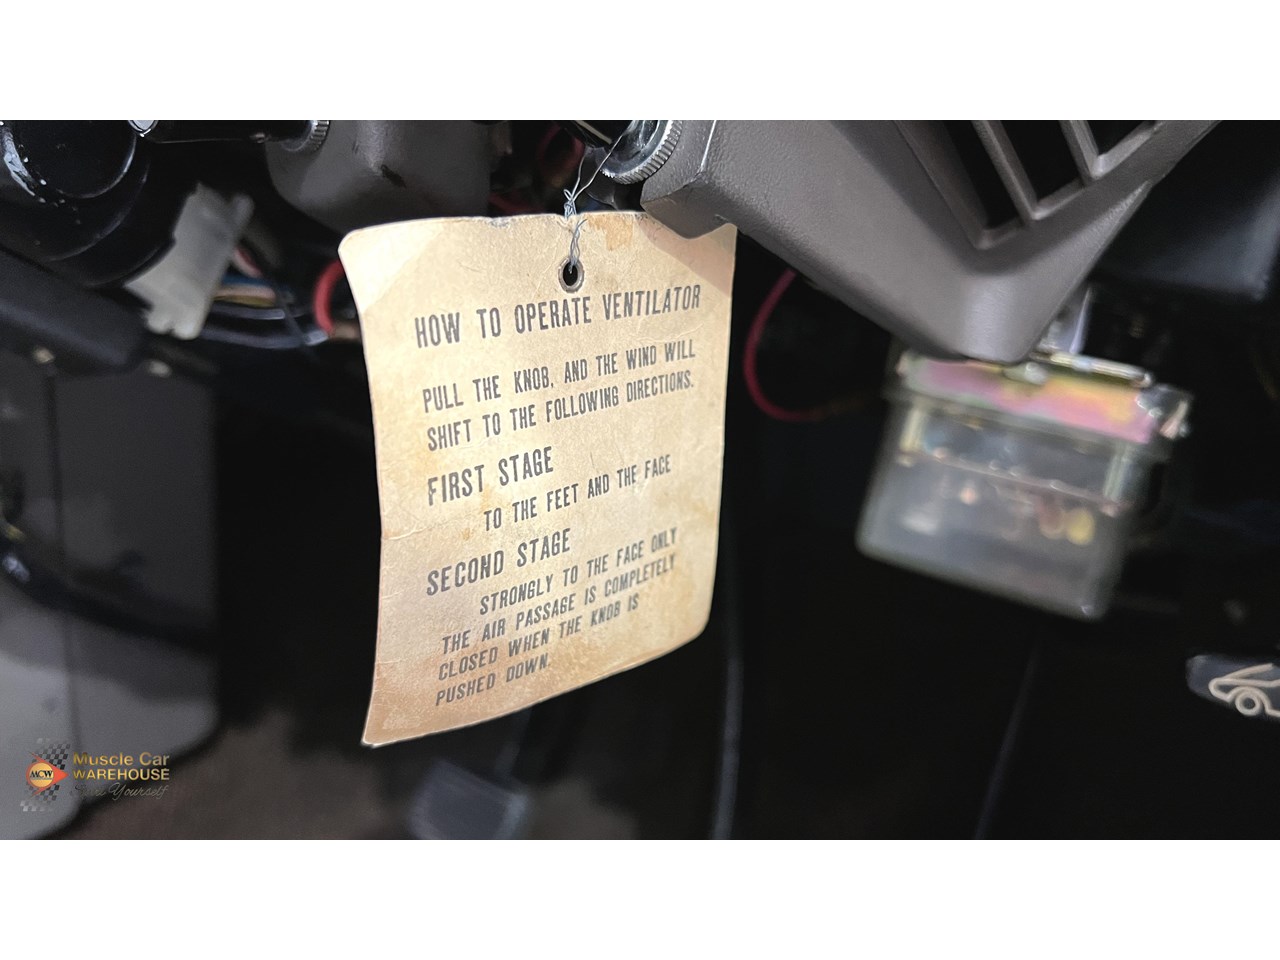 HOW TO OPERATE VENTILATOR
PULL THE KNOB, AND THE WIND WILL
SHIFT TO THE FOLLOWING DIRECTIONS.
FIRST STAGE
TO THE FEET AND THE FACE
SECOND STAGE
STRONGLY TO THE FACE ONLY
THE AIR PASSAGE IS COMPLETELY
CLOSED WHEN THE KNOB IS
PUSHED DOWN.
Muscle Car
MCW
WAREHOUSE
Yourself